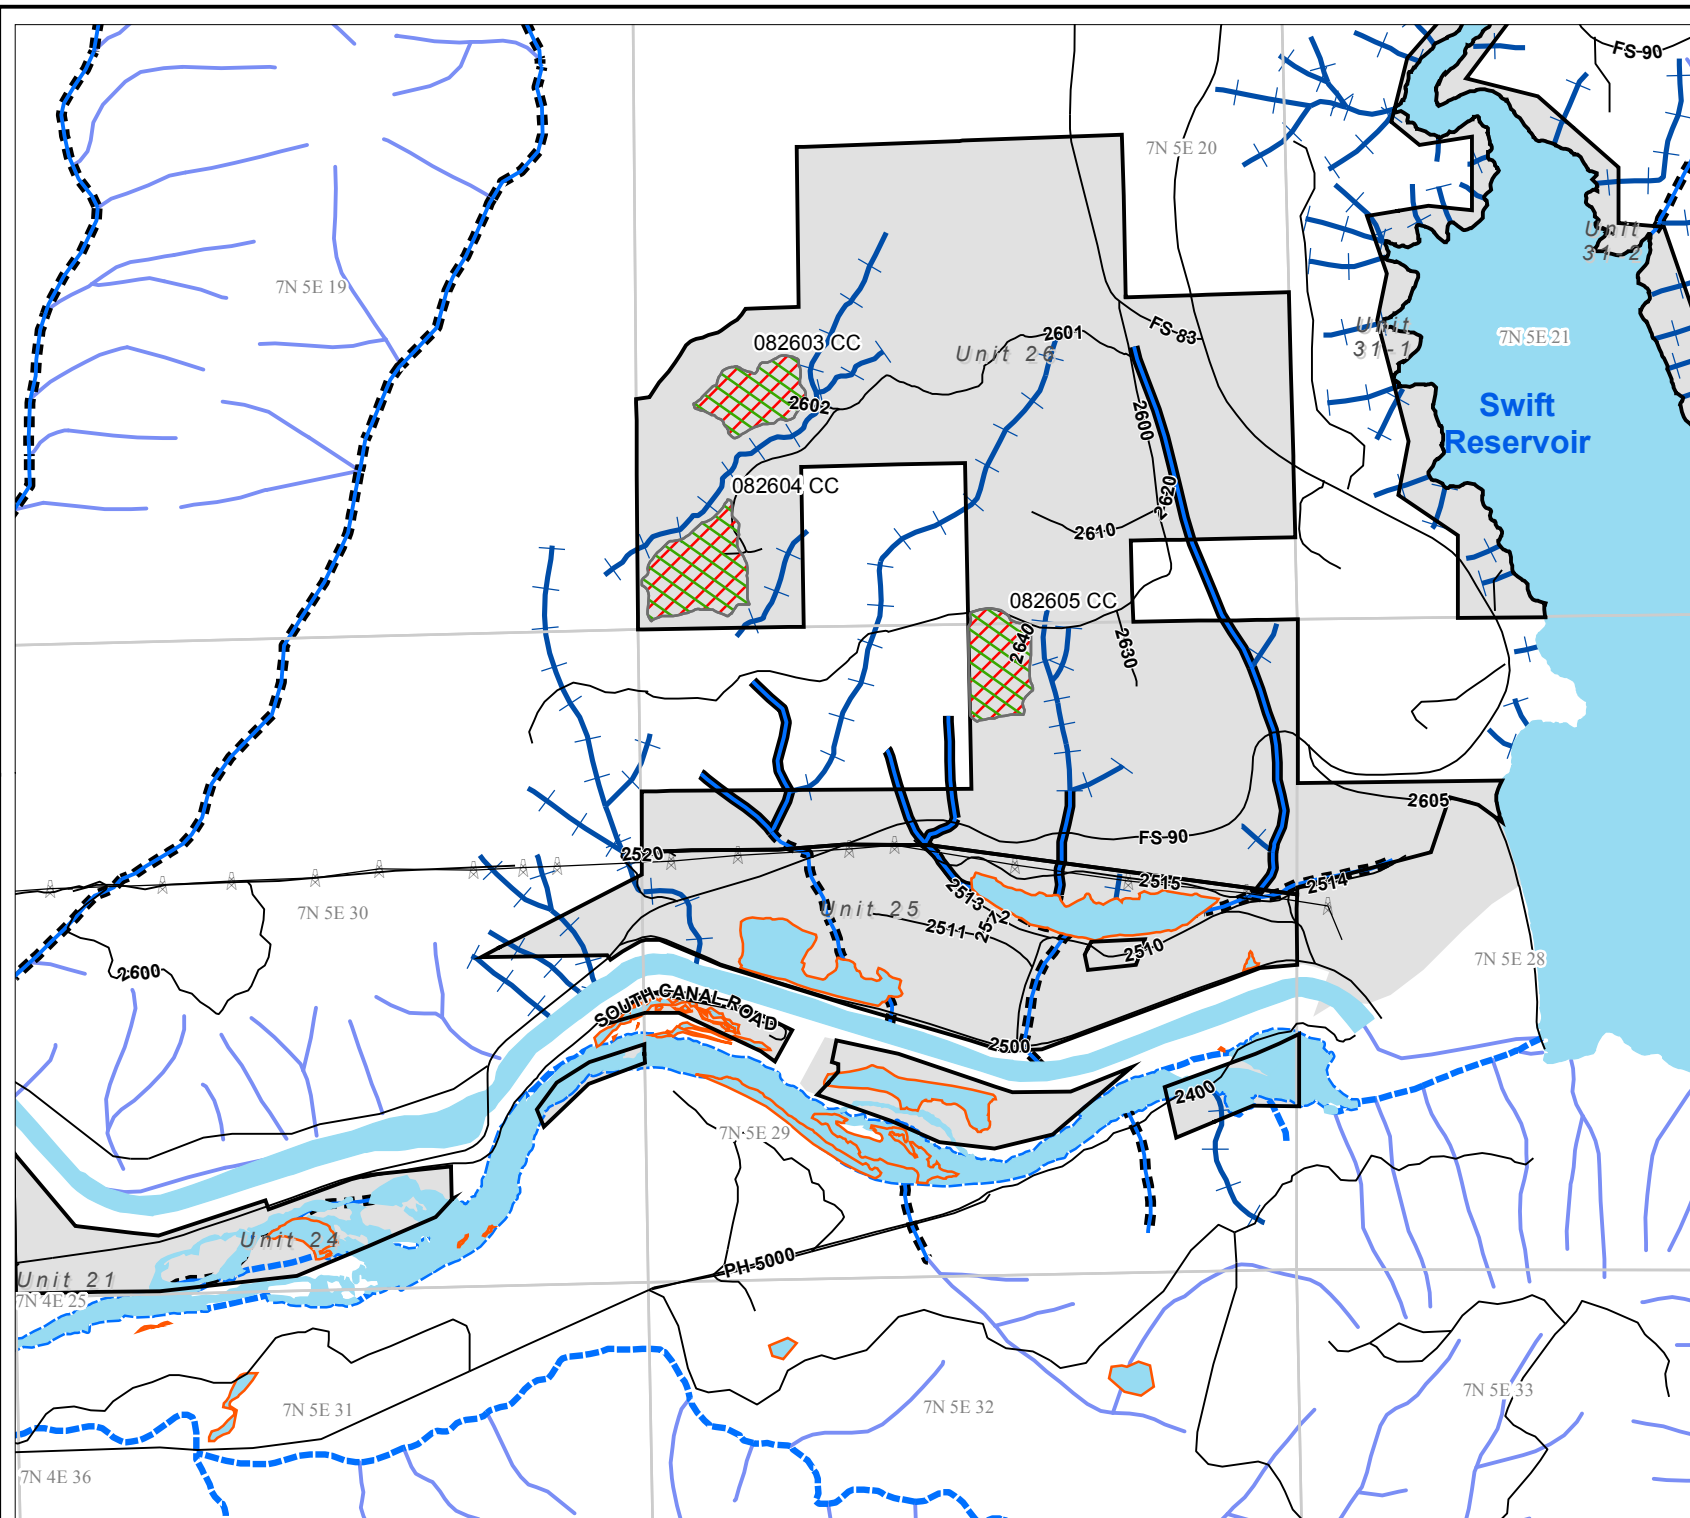 FS-90
7N 5E 20
Unit
31-2
7N 5E 19
FS-83
2601
082603 CC
Unit 26
Unit
31-1
7N 5E 21
2602
Swift
Reservoir
2600
082604 CC
2620
2610
082605 CC
2640
2630
2605
FS-90
2520
2515
2514
2513
2572
Unit 25
7N 5E 30
2511
2510
7N 5E 28
2600
SOUTH CANAL ROAD
2500
2400
7N 5E 29
Unit 24
PH-5000
Unit 21
7N 4E 25
7N 5E 33
7N 5E 31
7N 5E 32
7N 4E 36